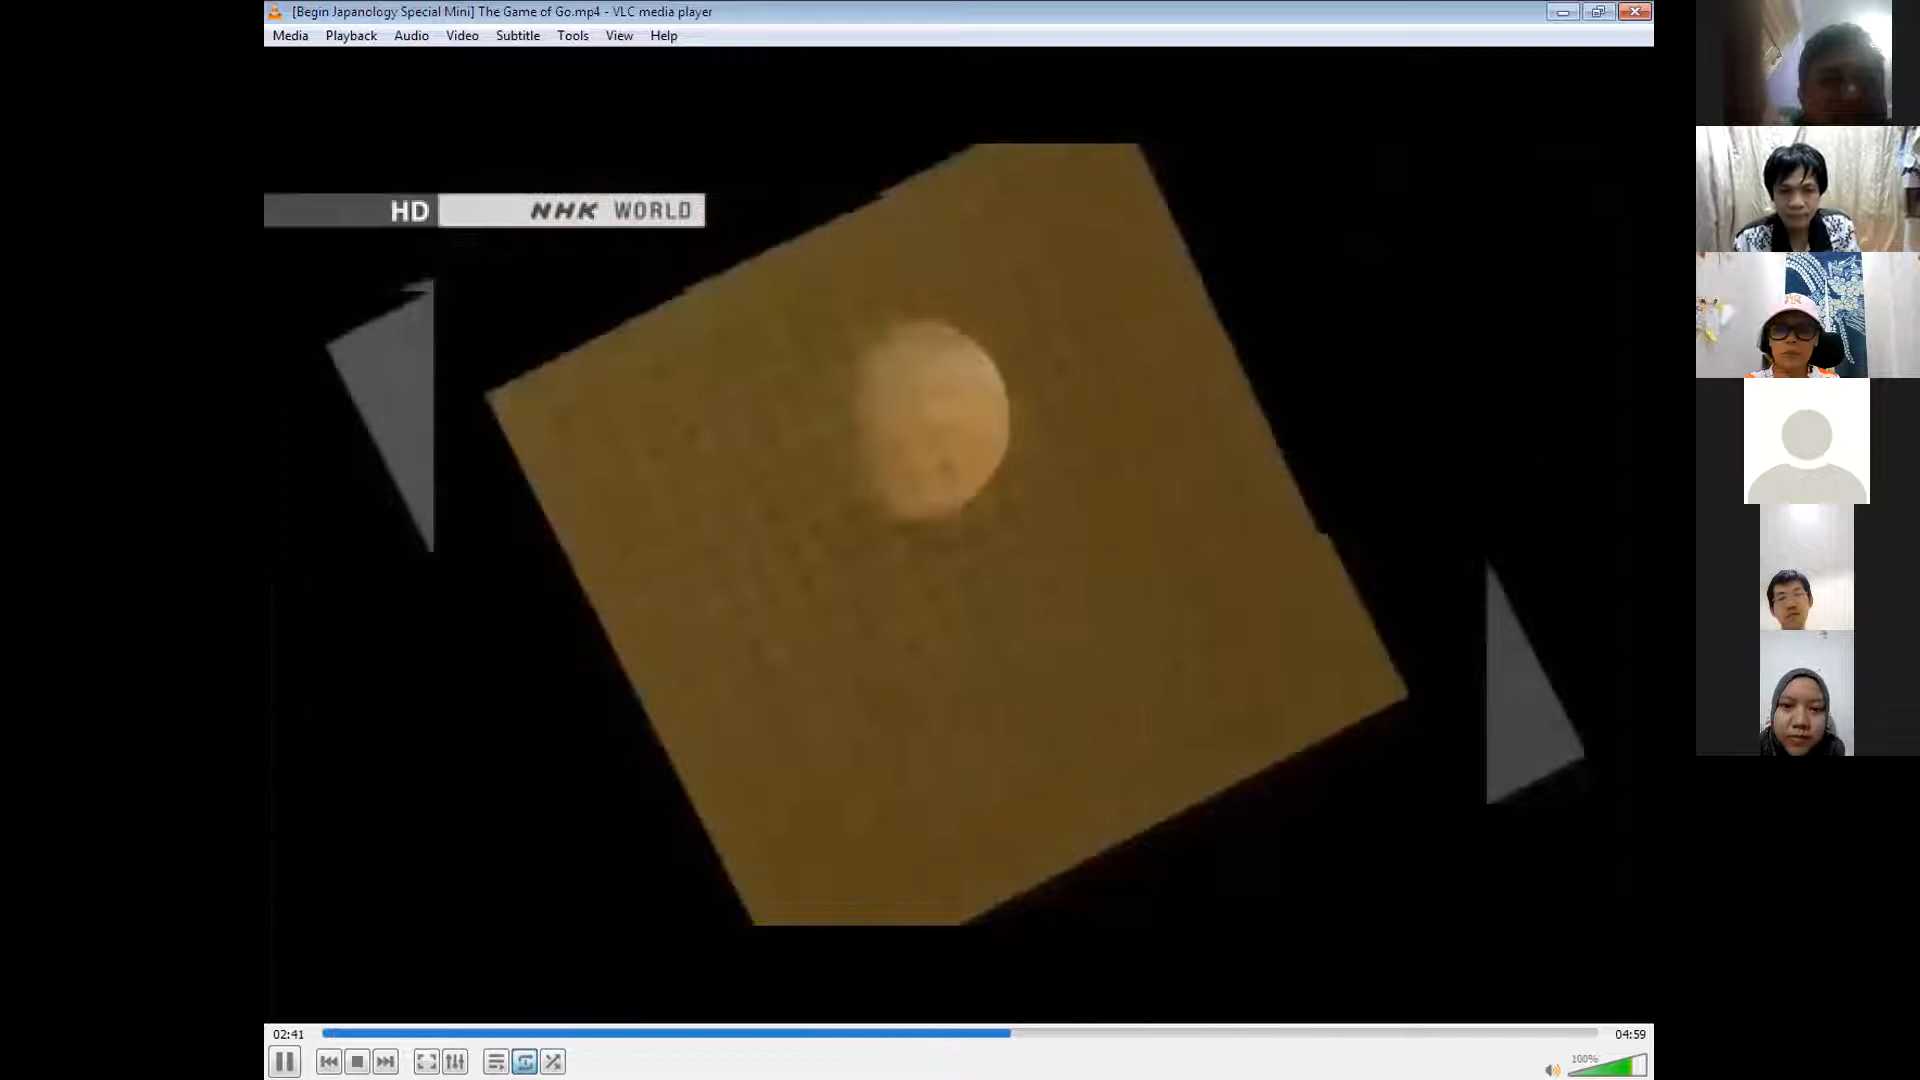 [Begin Japanology Special Mini] The Game of Go.mp4 - VLC media player
Media Playback Audio Video Subtitle Tools View Help
HD NHK WORLD
02:41 04:59
100%